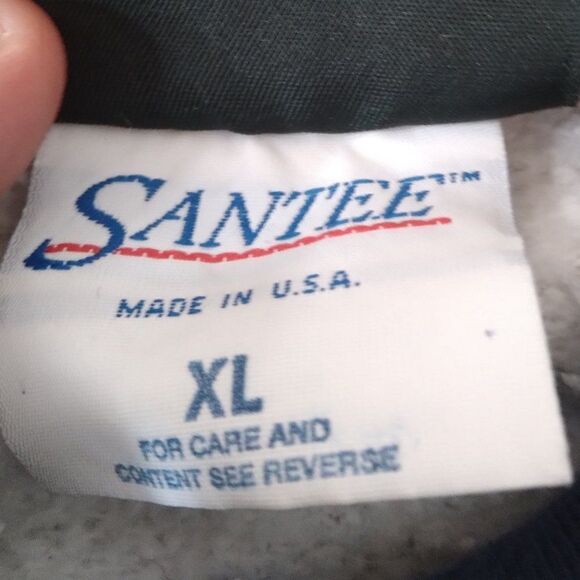 SANTEE™
MADE IN U.S.A.
XL
FOR CARE AND
CONTENT SEE REVERSE